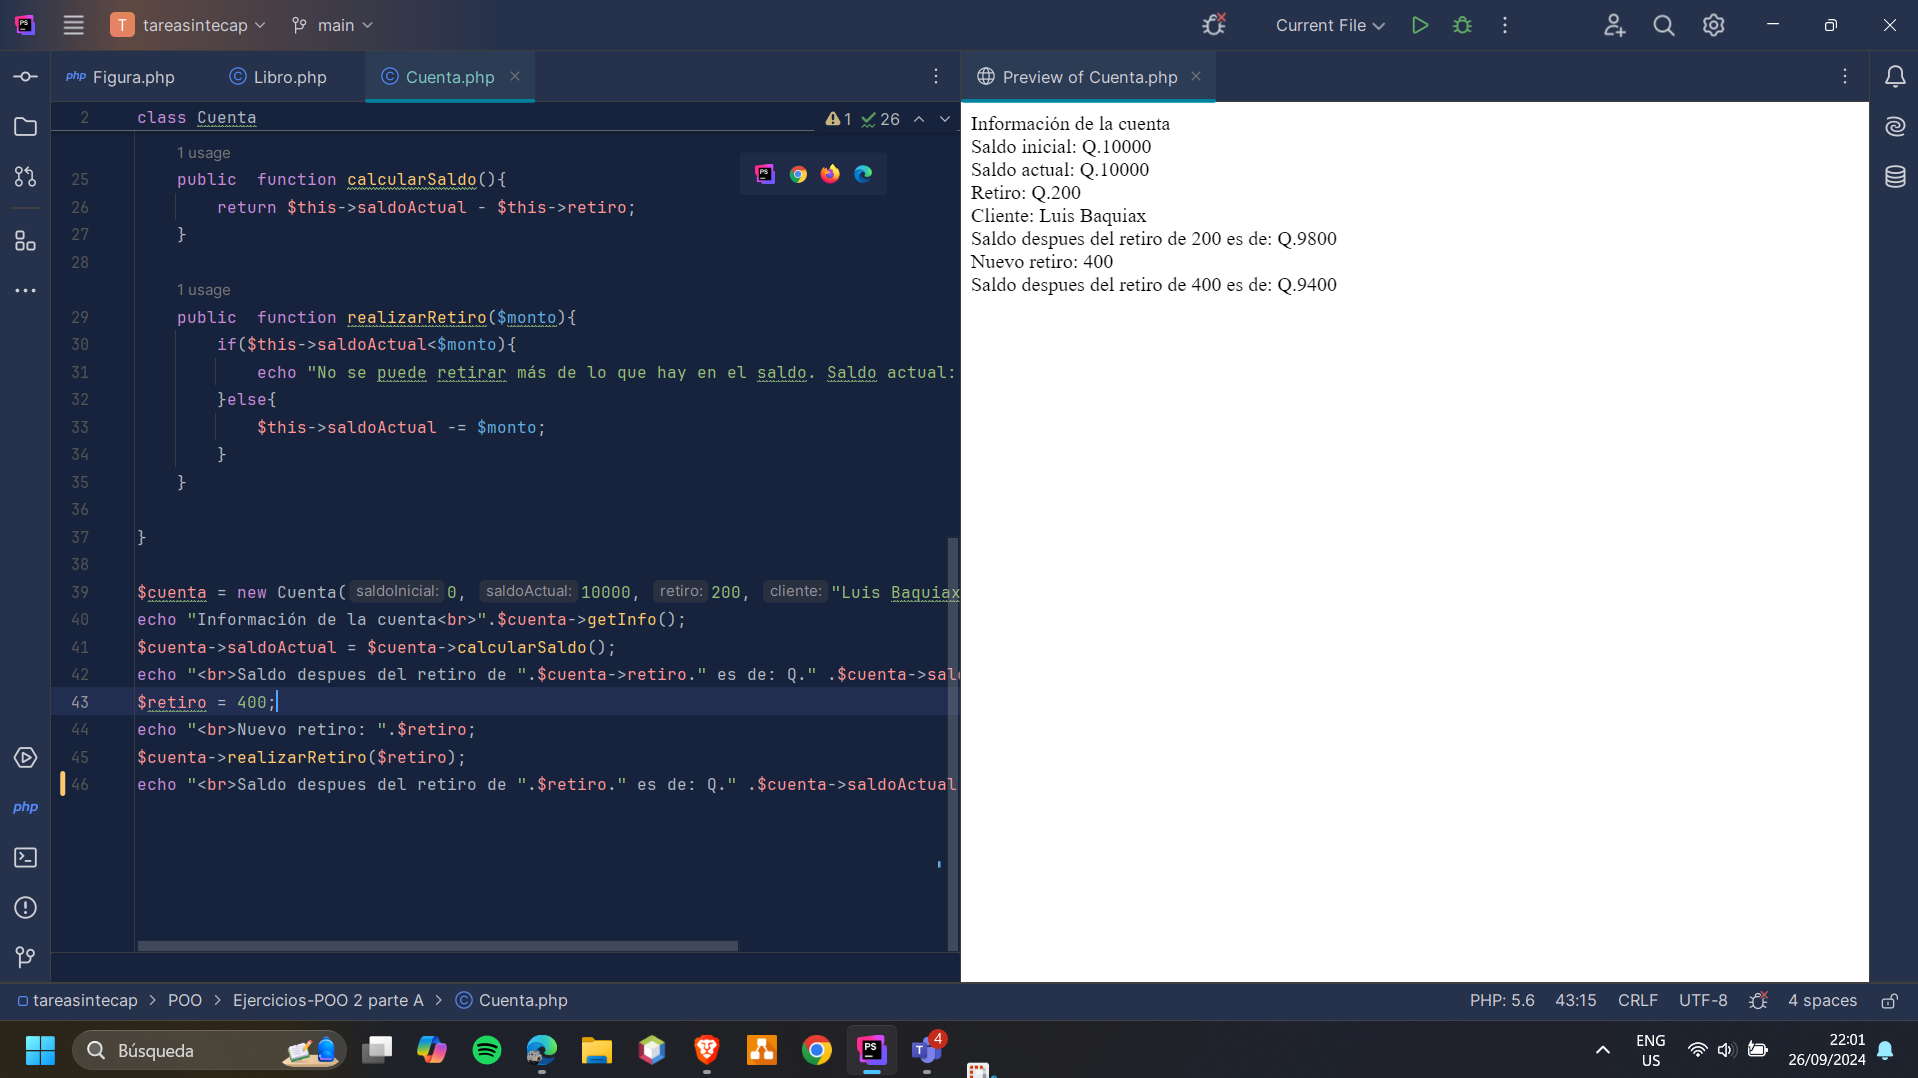 PS T tareasintecap main Current File
php Figura.php Libro.php Cuenta.php
Preview of Cuenta.php
2 class Cuenta 1 26
1 usage
25 public  function calcularSaldo(){
26 return $this->saldoActual - $this->retiro;
27 }
28
1 usage
29 public  function realizarRetiro($monto){
30 if($this->saldoActual<$monto){
31 echo "No se puede retirar más de lo que hay en el saldo. Saldo actual:
32 }else{
33 $this->saldoActual -= $monto;
34 }
35 }
36
37 }
38
39 $cuenta = new Cuenta( saldoInicial: 0, saldoActual: 10000, retiro: 200, cliente: "Luis Baquiax
40 echo "Información de la cuenta<br>".$cuenta->getInfo();
41 $cuenta->saldoActual = $cuenta->calcularSaldo();
42 echo "<br>Saldo despues del retiro de ".$cuenta->retiro." es de: Q." .$cuenta->sal
43 $retiro = 400;
44 echo "<br>Nuevo retiro: ".$retiro;
45 $cuenta->realizarRetiro($retiro);
46 echo "<br>Saldo despues del retiro de ".$retiro." es de: Q." .$cuenta->saldoActual
PS
php
Información de la cuenta
Saldo inicial: Q.10000
Saldo actual: Q.10000
Retiro: Q.200
Cliente: Luis Baquiax
Saldo despues del retiro de 200 es de: Q.9800
Nuevo retiro: 400
Saldo despues del retiro de 400 es de: Q.9400
tareasintecap > POO > Ejercicios-POO 2 parte A > Cuenta.php
PHP: 5.6 43:15 CRLF UTF-8 4 spaces
Búsqueda
PS
T
4
ENG
US
22:01
26/09/2024